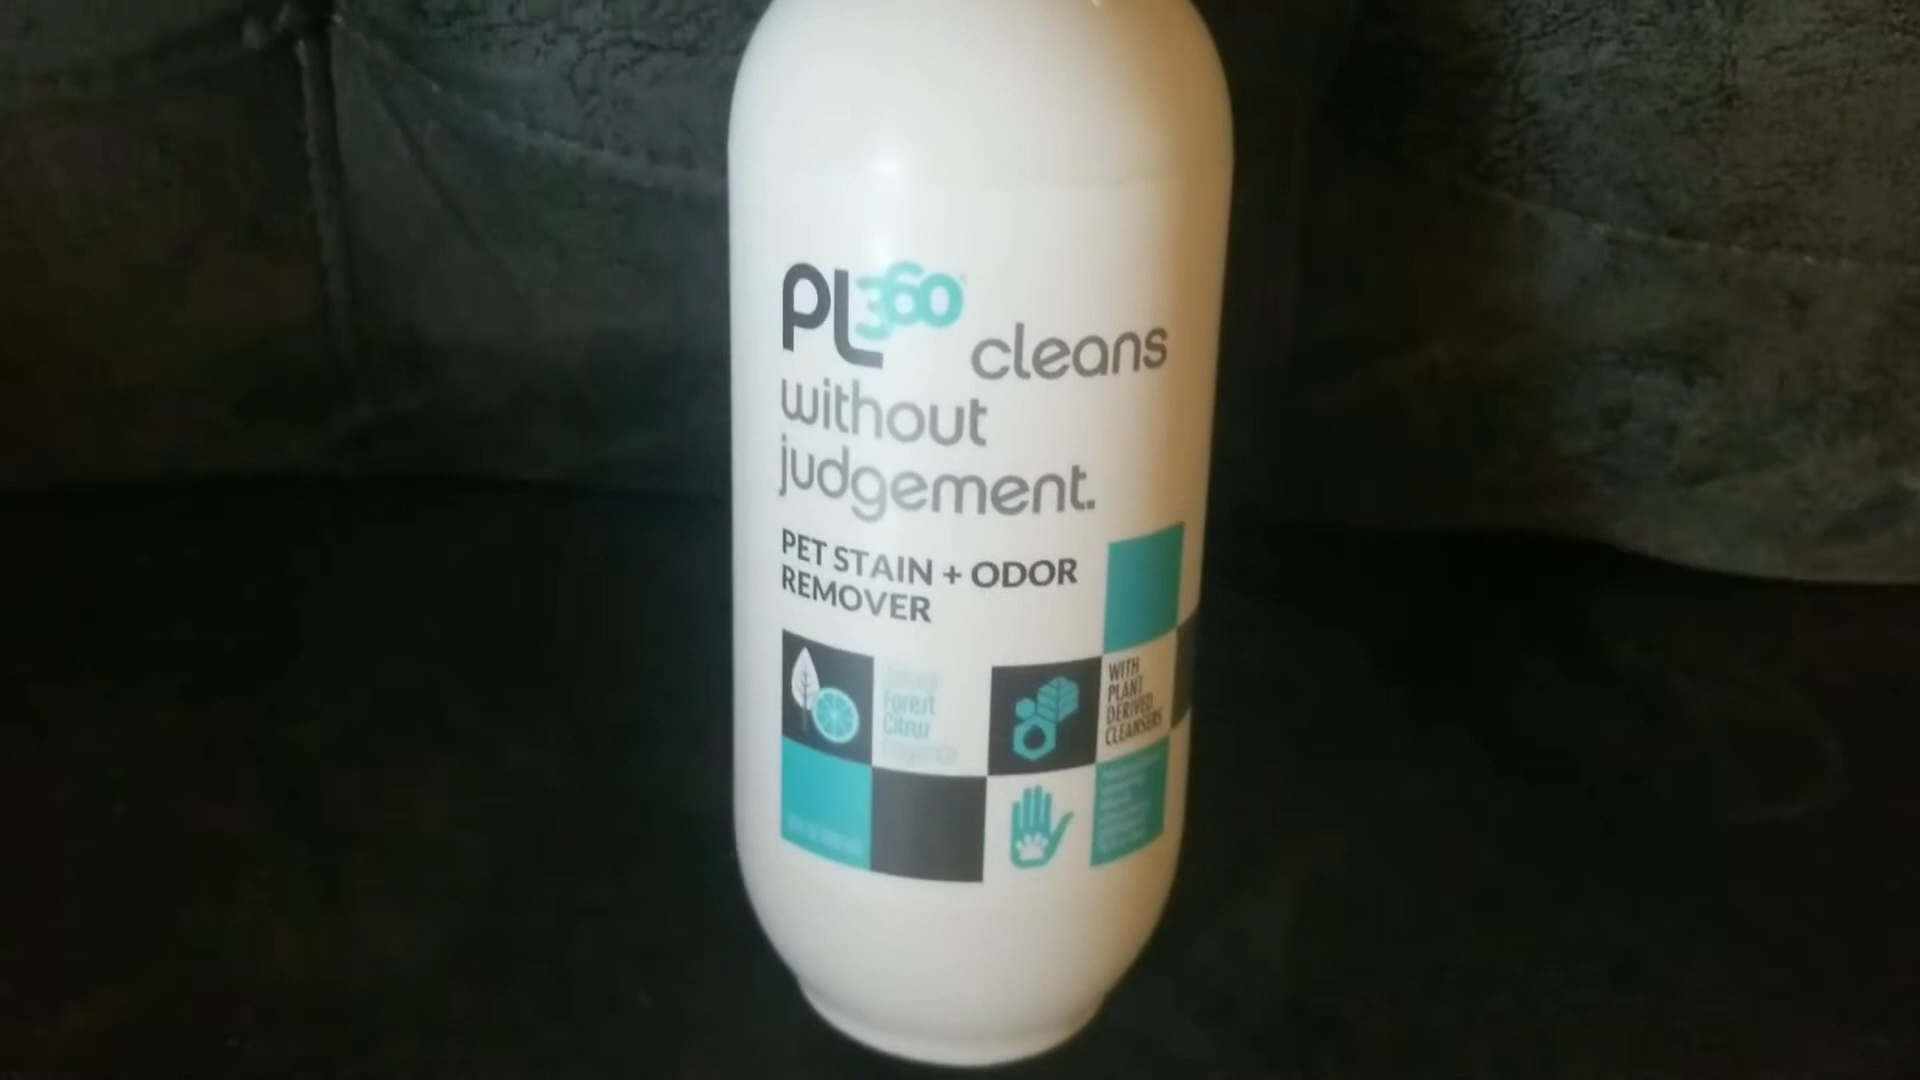 PL360 cleans
without
judgement.
PET STAIN + ODOR
REMOVER
Forest
Citrus
WITH
PLANT
DERIVED
CLEANSERS